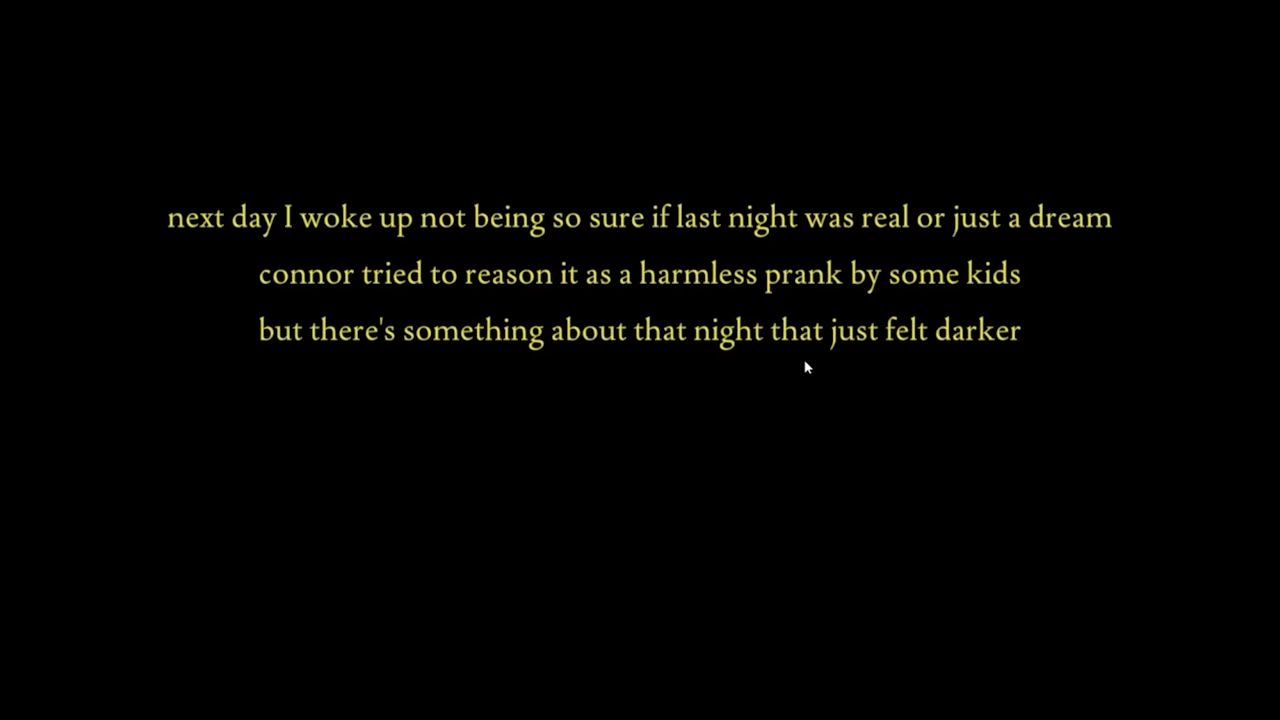 next day I woke up not being so sure if last night was real or just a dream
connor tried to reason it as a harmless prank by some kids
but there's something about that night that just felt darker